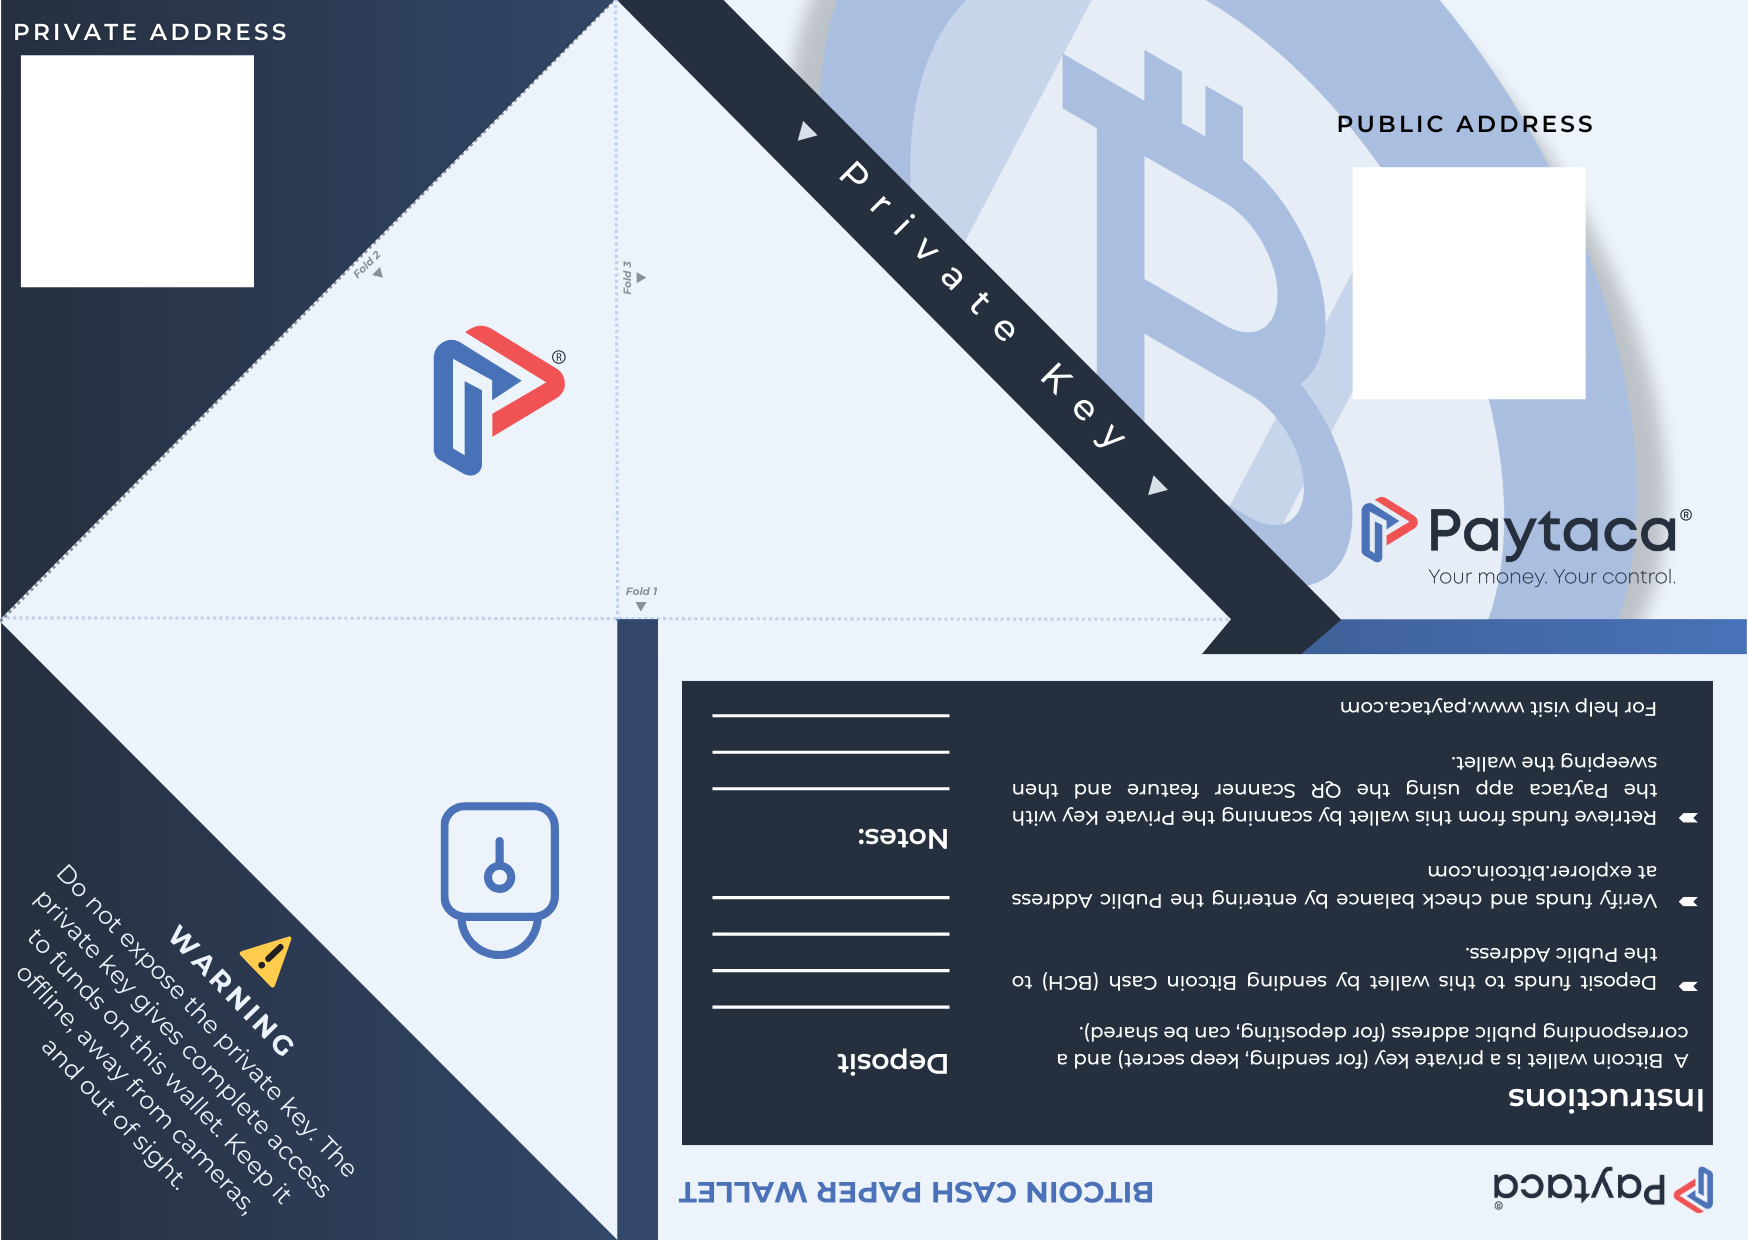 PRIVATE ADDRESS
Fold 2
Fold 3
Fold 1
®
Private Key
PUBLIC ADDRESS
Paytaca®
Your money. Your control.
WARNING
Do not expose the private key. The
private key gives complete access
to funds on this wallet. Keep it
offline, away from cameras,
and out of sight.
Paytaca®
BITCOIN CASH PAPER WALLET
Instructions
A Bitcoin wallet is a private key (for sending, keep secret) and a
corresponding public address (for depositing, can be shared).
Deposit funds to this wallet by sending Bitcoin Cash (BCH) to
the Public Address.
Verify funds and check balance by entering the Public Address
at explorer.bitcoin.com
Retrieve funds from this wallet by scanning the Private Key with
the Paytaca app using the QR Scanner feature and then
sweeping the wallet.
For help visit www.paytaca.com
Deposit
Notes: